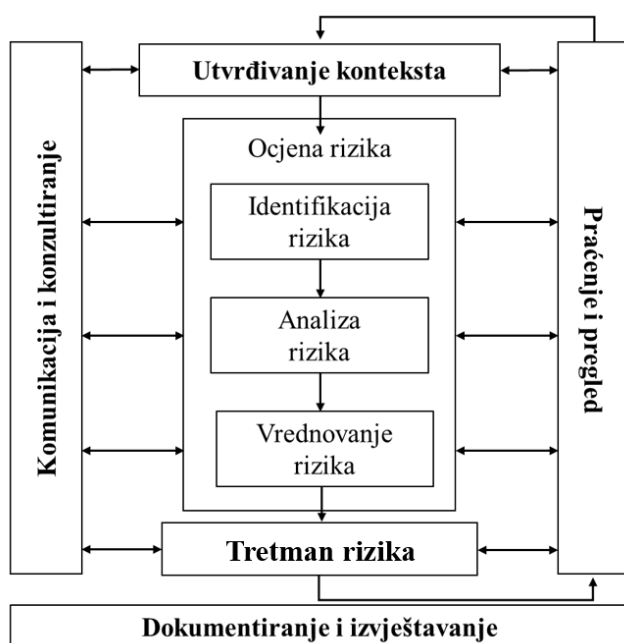 Utvrđivanje konteksta
Komunikacija i konzultiranje
Ocjena rizika
Identifikacija
rizika
Analiza
rizika
Vrednovanje
rizika
Praćenje i pregled
Tretman rizika
Dokumentiranje i izvještavanje